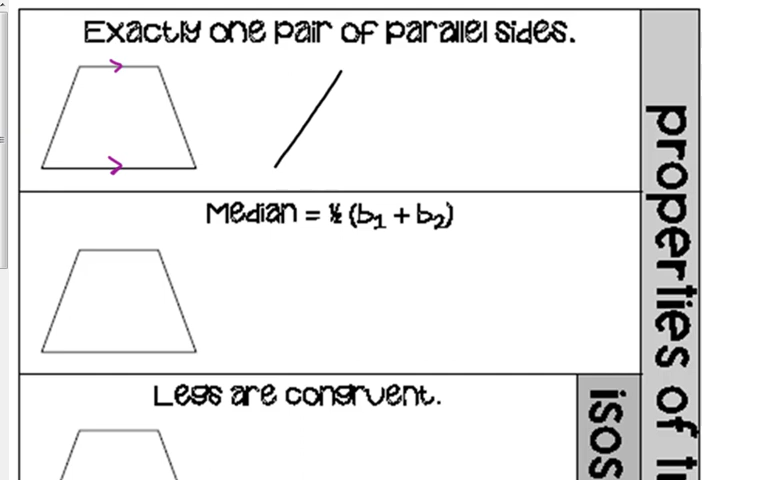 Exactly one pair of parallel sides.
Median = ½ (b₁ + b₂)
Legs are congruent.
properties of
isos